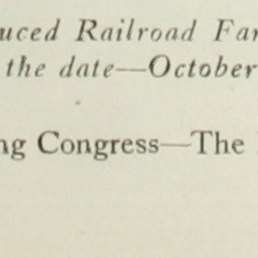 uced Railroad Far
the date—October
ng Congress—The